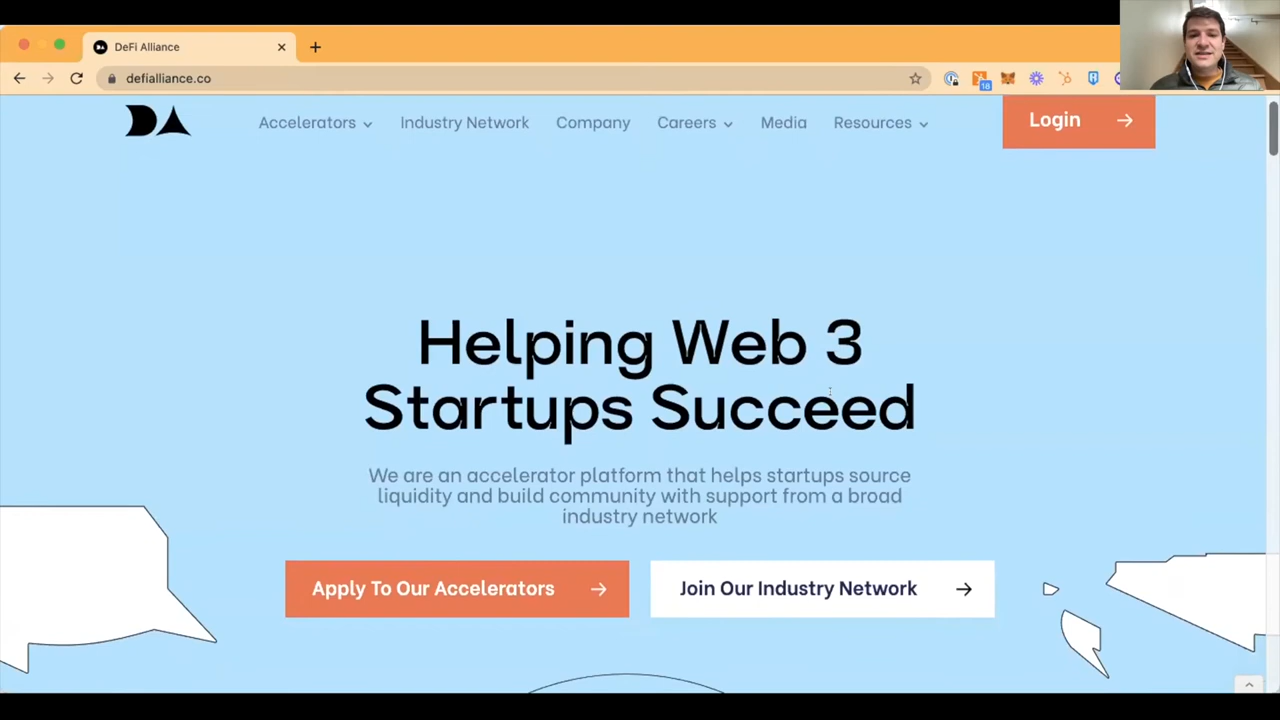 DeFi Alliance
defialliance.co
18
DA
Accelerators
Industry Network
Company
Careers
Media
Resources
Login
Helping Web 3
Startups Succeed
We are an accelerator platform that helps startups source
liquidity and build community with support from a broad
industry network
Apply To Our Accelerators
Join Our Industry Network